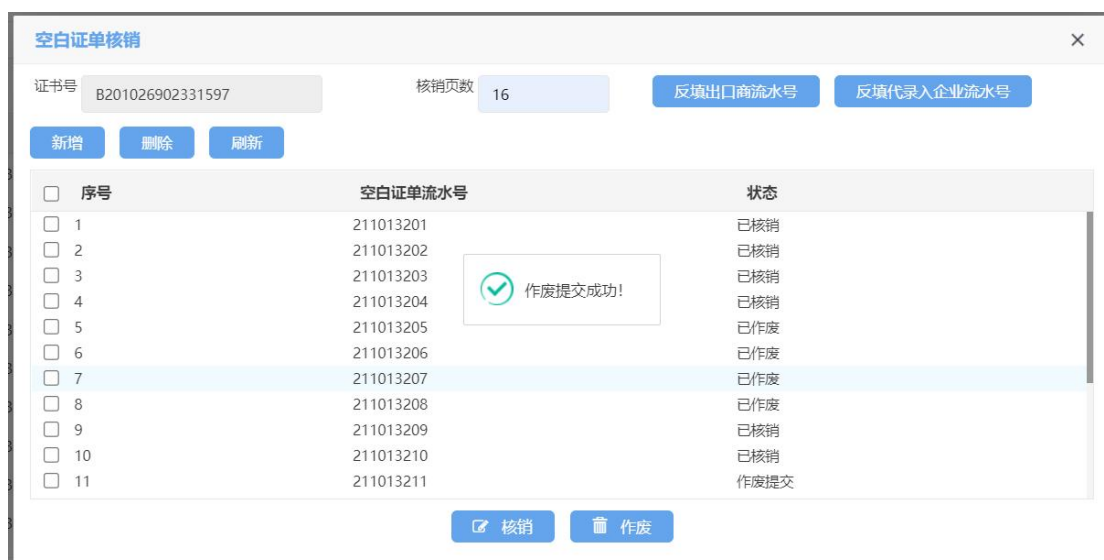 空白证单核销
证书号 B201026902331597 核销页数 16 反填出口商流水号 反填代录入企业流水号
新增 删除 刷新
序号 空白证单流水号 状态
1 211013201 已核销
2 211013202 已核销
3 211013203 已核销
4 211013204 已核销
作废提交成功!
5 211013205 已作废
6 211013206 已作废
7 211013207 已作废
8 211013208 已作废
9 211013209 已核销
10 211013210 已核销
11 211013211 作废提交
核销 作废